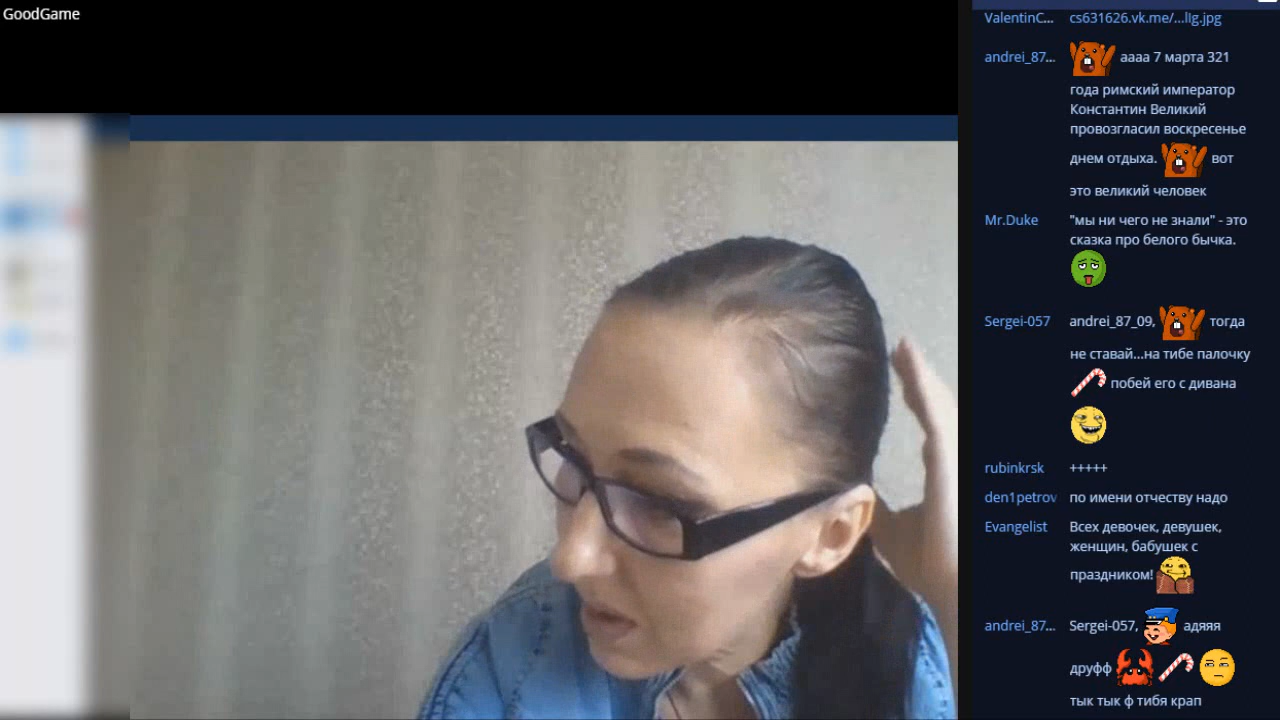 GoodGame
ValentinC... cs631626.vk.me/...lig.jpg
andrei_87... аааа 7 марта 321
года римский император
Константин Великий
провозгласил воскресенье
днем отдыха. вот
это великий человек
Mr.Duke "мы ни чего не знали" - это
сказка про белого бычка.
Sergei-057 andrei_87_09, тогда
не ставай...на тибе палочку
побей его с дивана
rubinkrsk +++++
den1petrov по имени отчеству надо
Evangelist Всех девочек, девушек,
женщин, бабушек с
праздником!
andrei_87... Sergei-057, адяяя
друфф
тык тык ф тибя крап